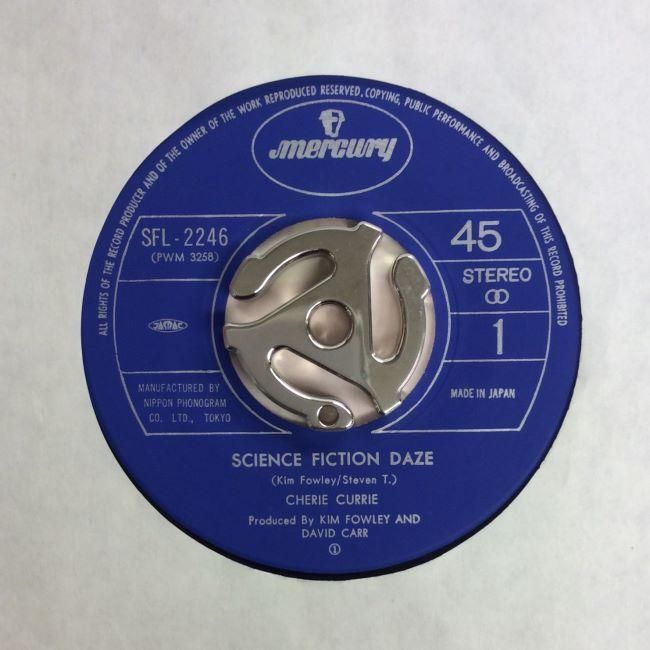 ALL RIGHTS OF THE RECORD PRODUCER AND OF THE OWNER OF THE WORK REPRODUCED RESERVED, COPYING, PUBLIC PERFORMANCE AND BROADCASTING OF THIS RECORD PROHIBITED
mercury
SFL-2246
(PWM 3258)
45
STEREO
1
JASRAC
MANUFACTURED BY
NIPPON PHONOGRAM
CO. LTD., TOKYO
MADE IN JAPAN
SCIENCE FICTION DAZE
(Kim Fowley/Steven T.)
CHERIE CURRIE
Produced By KIM FOWLEY AND
DAVID CARR
①